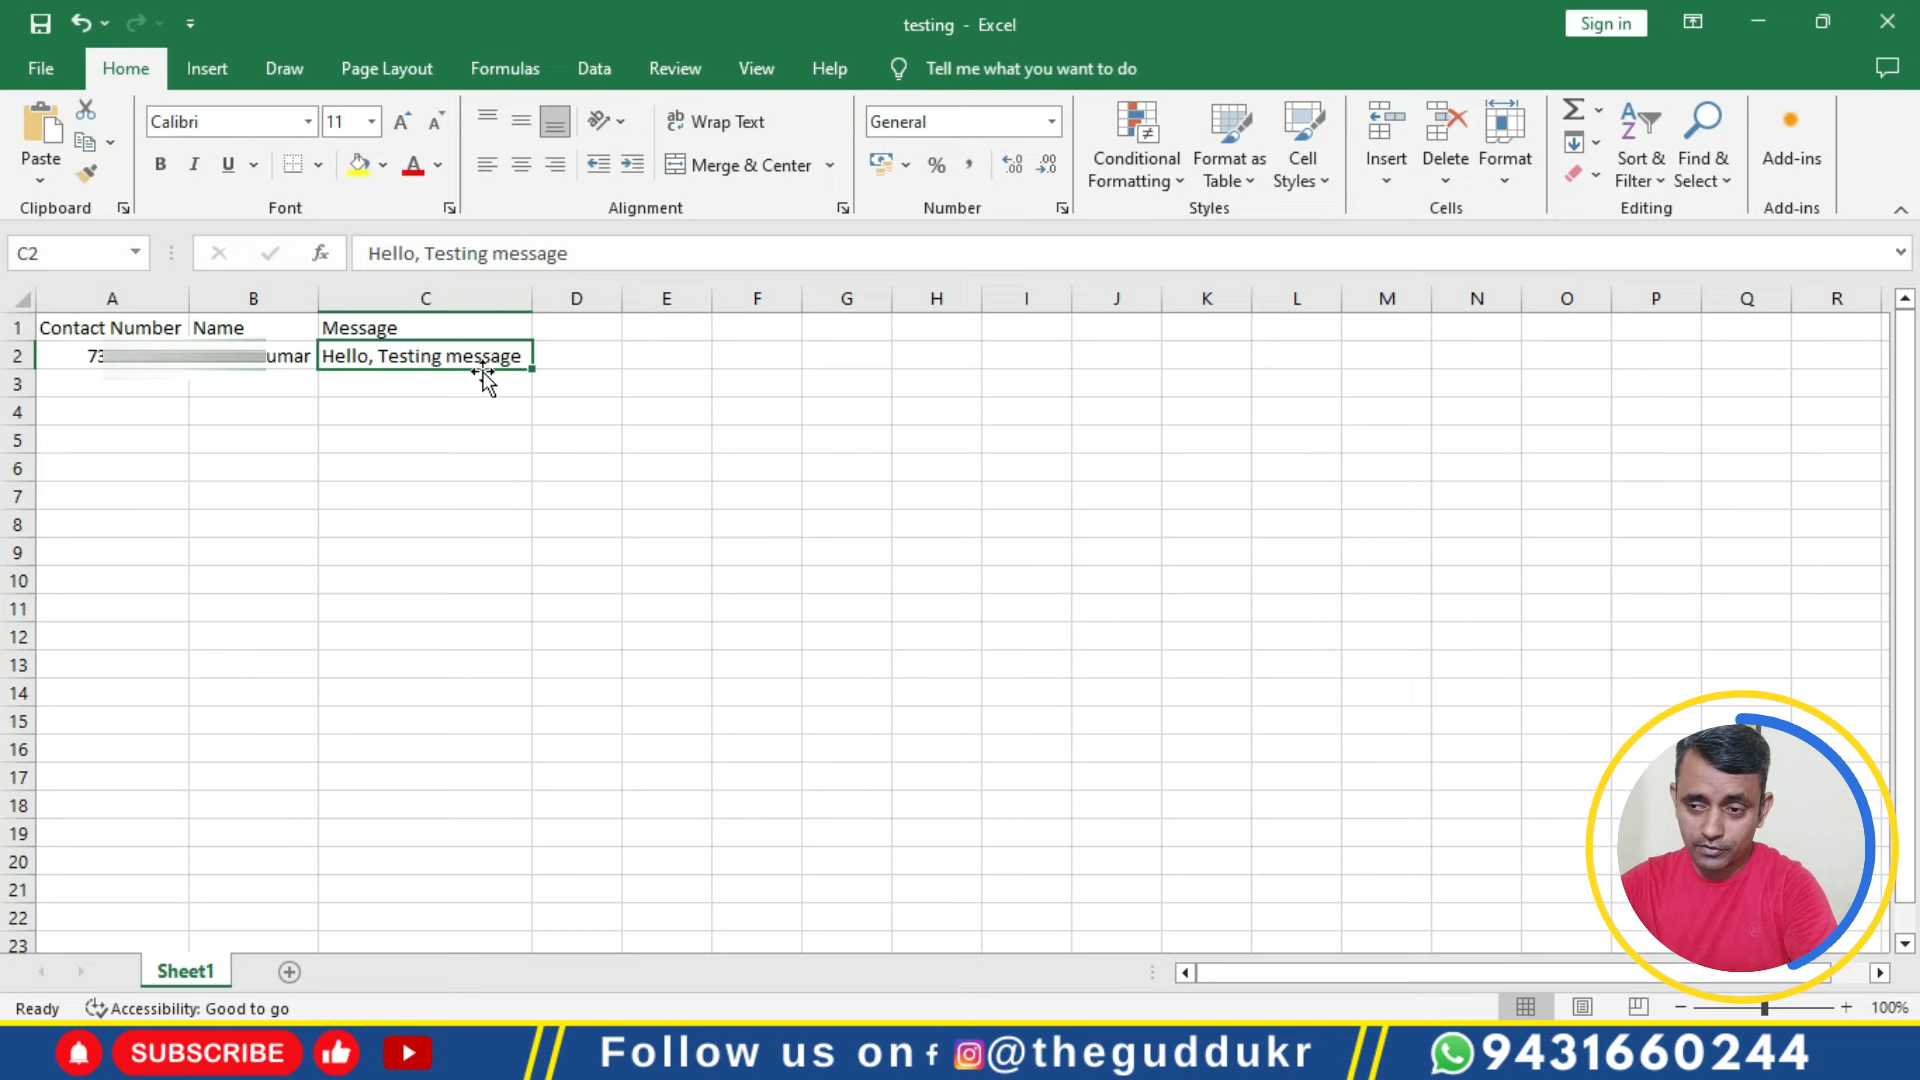 testing - Excel
Sign in
File Home Insert Draw Page Layout Formulas Data Review View Help Tell me what you want to do
Calibri 11 Wrap Text General
Paste B I U Merge & Center % , Conditional Formatting Format as Table Cell Styles Insert Delete Format Sort & Filter Find & Select Add-ins
Clipboard Font Alignment Number Styles Cells Editing Add-ins
C2 fx Hello, Testing message
A B C D E F G H I J K L M N O P Q R
1 Contact Number Name Message
2 73 umar Hello, Testing message
3
4
5
6
7
8
9
10
11
12
13
14
15
16
17
18
19
20
21
22
23
Sheet1
Ready Accessibility: Good to go 100%
SUBSCRIBE Follow us on @theguddukr 9431660244